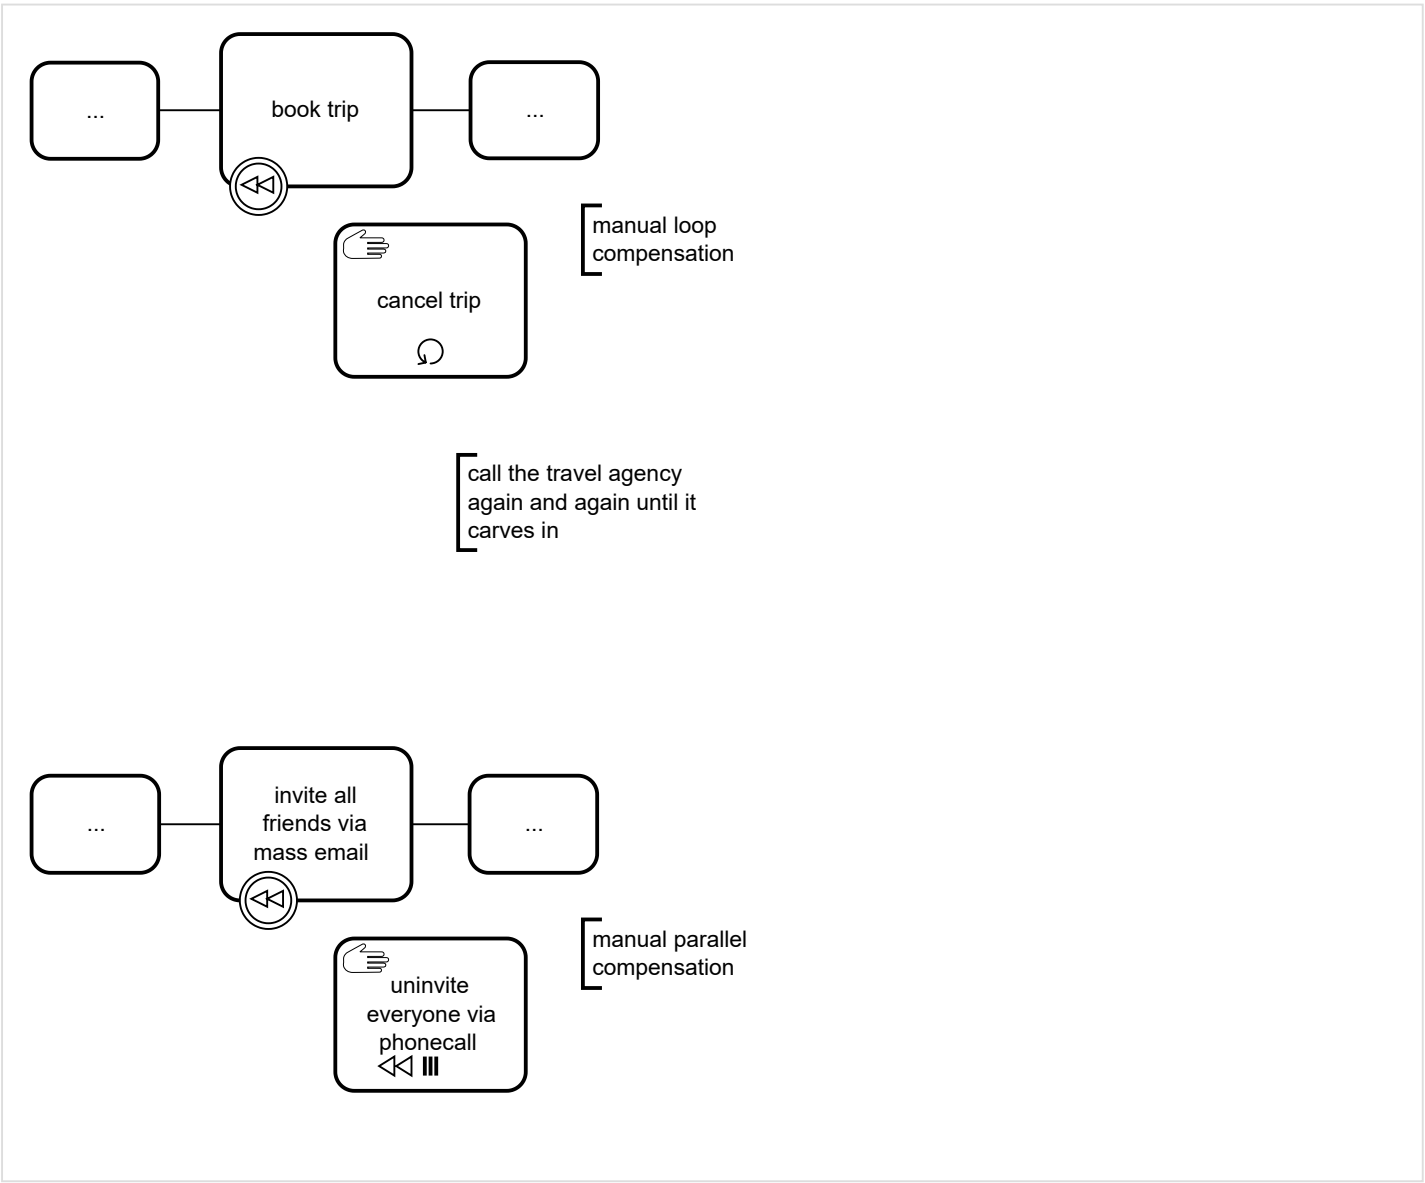 ...
book trip
...
manual loop
compensation
cancel trip
call the travel agency
again and again until it
carves in
...
invite all
friends via
mass email
...
manual parallel
compensation
uninvite
everyone via
phonecall